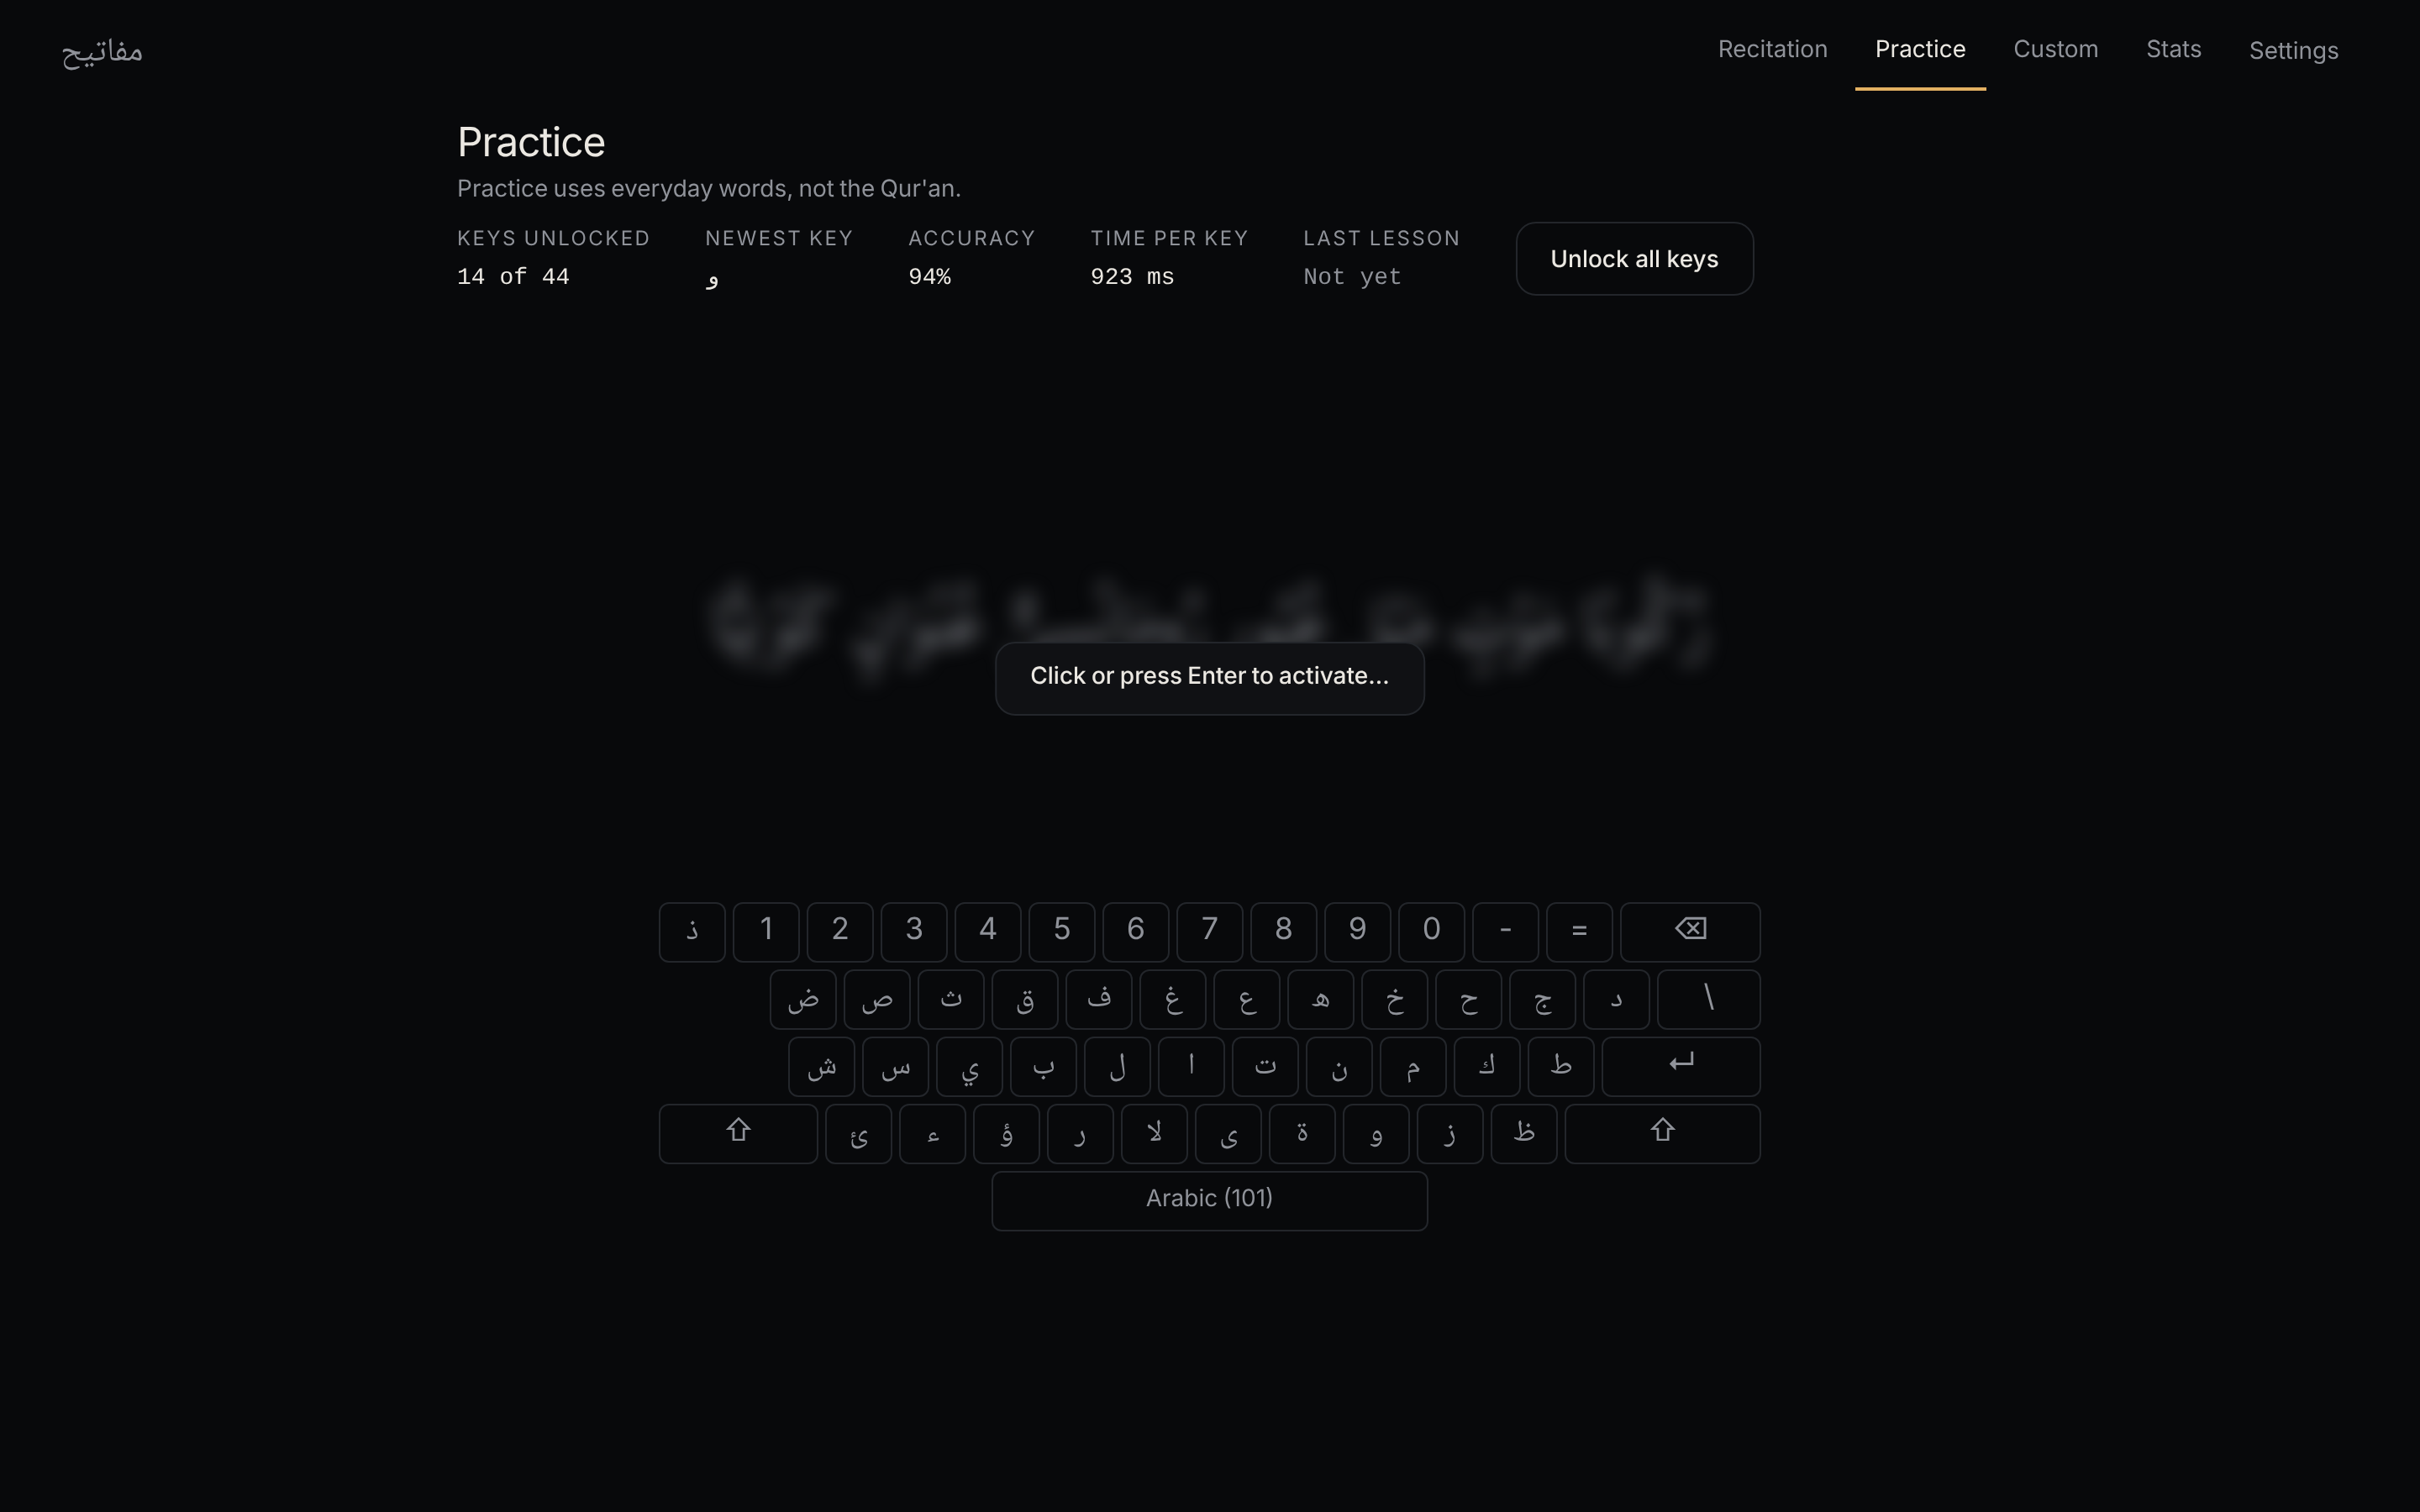 مفاتيح
Recitation Practice Custom Stats Settings
Practice
Practice uses everyday words, not the Qur'an.
KEYS UNLOCKED NEWEST KEY ACCURACY TIME PER KEY LAST LESSON
14 of 44 و 94% 923 ms Not yet
Unlock all keys
Click or press Enter to activate...
ذ 1 2 3 4 5 6 7 8 9 0 - =
ض ص ث ق ف غ ع ه خ ح ج د \
ش س ي ب ل ا ت ن م ك ط
ئ ء ؤ ر لا ى ة و ز ظ
Arabic (101)